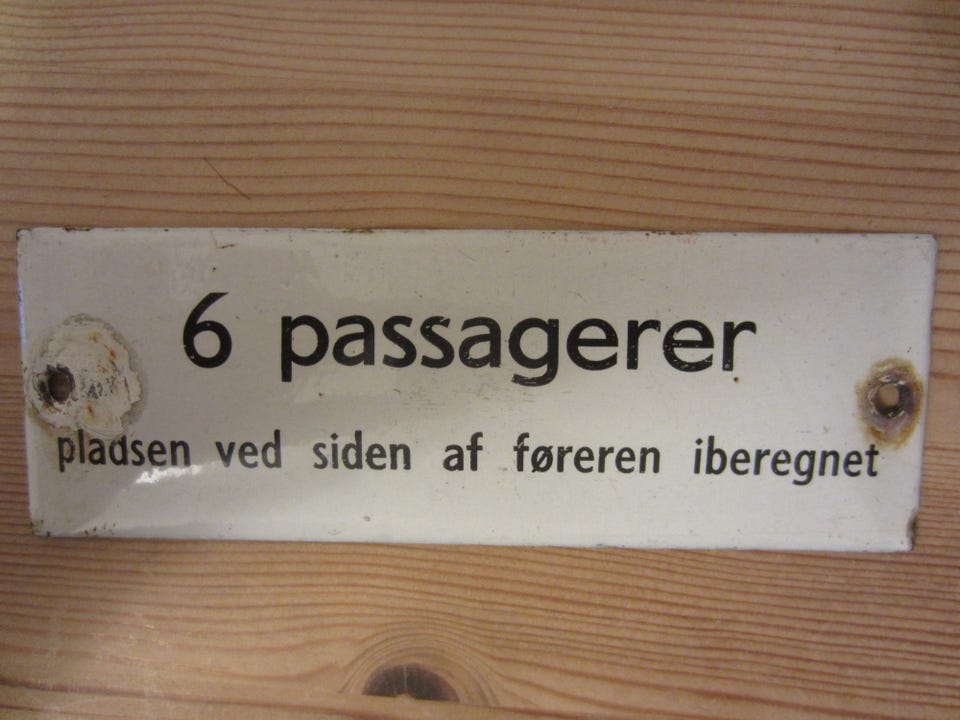 6 passagerer
pladsen ved siden af føreren iberegnet